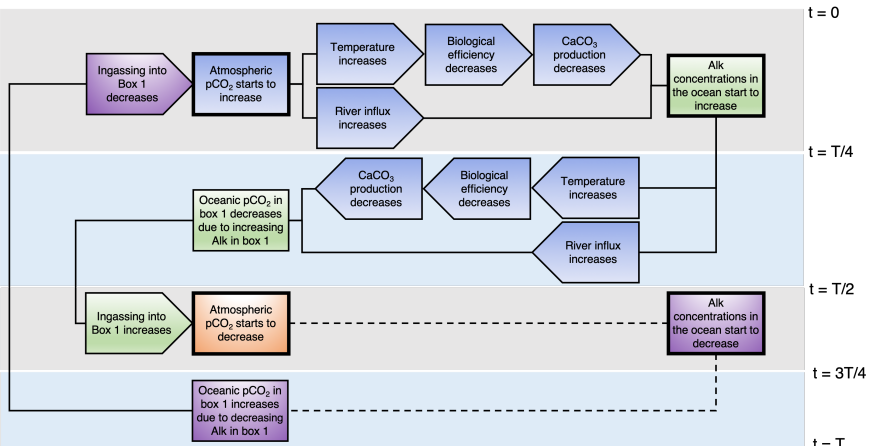 t = 0
Ingassing into
Box 1
decreases
Atmospheric
pCO₂ starts to
increase
Temperature
increases
Biological
efficiency
decreases
CaCO₃
production
decreases
River influx
increases
Alk
concentrations in
the ocean start to
increase
t = T/4
Oceanic pCO₂ in
box 1 decreases
due to increasing
Alk in box 1
CaCO₃
production
decreases
Biological
efficiency
decreases
Temperature
increases
River influx
increases
t = T/2
Ingassing into
Box 1 increases
Atmospheric
pCO₂ starts to
decrease
Alk
concentrations in
the ocean start to
decrease
t = 3T/4
Oceanic pCO₂ in
box 1 increases
due to decreasing
Alk in box 1
t = T